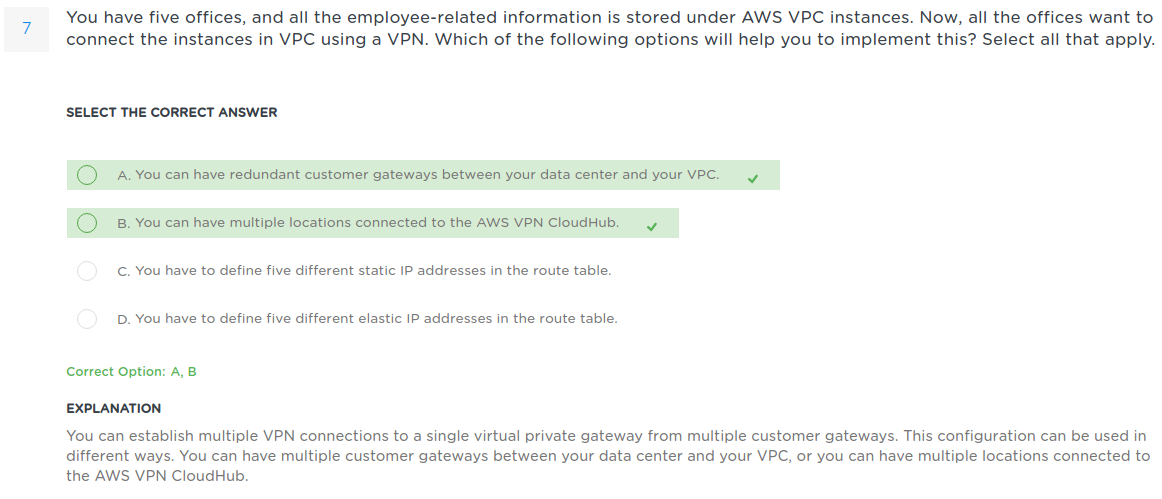 7
You have five offices, and all the employee-related information is stored under AWS VPC instances. Now, all the offices want to
connect the instances in VPC using a VPN. Which of the following options will help you to implement this? Select all that apply.
SELECT THE CORRECT ANSWER
A. You can have redundant customer gateways between your data center and your VPC.
B. You can have multiple locations connected to the AWS VPN CloudHub.
C. You have to define five different static IP addresses in the route table.
D. You have to define five different elastic IP addresses in the route table.
Correct Option: A, B
EXPLANATION
You can establish multiple VPN connections to a single virtual private gateway from multiple customer gateways. This configuration can be used in
different ways. You can have multiple customer gateways between your data center and your VPC, or you can have multiple locations connected to
the AWS VPN CloudHub.